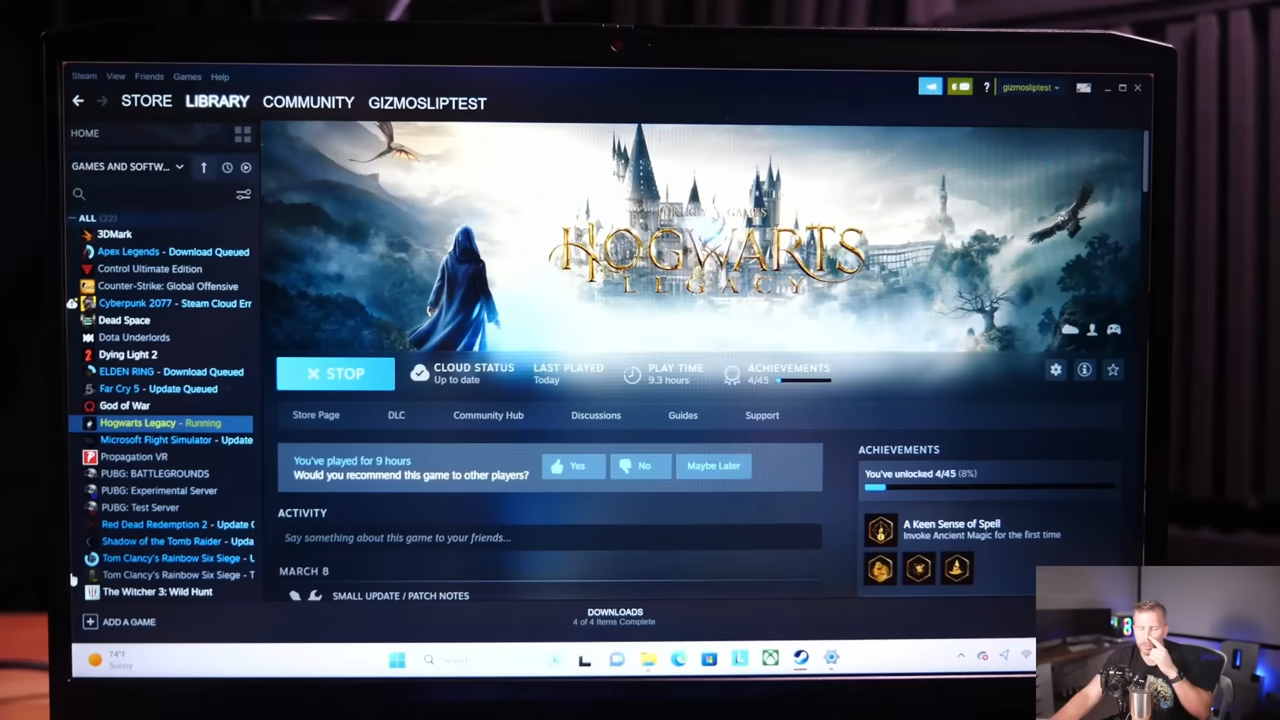 Steam View Friends Games Help
STORE LIBRARY COMMUNITY GIZMOSLIPTEST
? gizmosliptest
HOME
GAMES AND SOFTW...
ALL (22)
3DMark
Apex Legends - Download Queued
Control Ultimate Edition
Counter-Strike: Global Offensive
Cyberpunk 2077 - Steam Cloud Err
Dead Space
Dota Underlords
Dying Light 2
ELDEN RING - Download Queued
Far Cry 5 - Update Queued
God of War
Hogwarts Legacy - Running
Microsoft Flight Simulator - Update
Propagation VR
PUBG: BATTLEGROUNDS
PUBG: Experimental Server
PUBG: Test Server
Red Dead Redemption 2 - Update
Shadow of the Tomb Raider - Upda
Tom Clancy's Rainbow Six Siege - U
Tom Clancy's Rainbow Six Siege - T
The Witcher 3: Wild Hunt
ADD A GAME
GAMES
HOGWARTS
LEGACY
STOP
CLOUD STATUS
Up to date
LAST PLAYED
Today
PLAY TIME
9.3 hours
ACHIEVEMENTS
4/45
Store Page DLC Community Hub Discussions Guides Support
You've played for 9 hours
Would you recommend this game to other players?
Yes No Maybe Later
ACTIVITY
Say something about this game to your friends...
MARCH 8
SMALL UPDATE / PATCH NOTES
ACHIEVEMENTS
You've unlocked 4/45 (8%)
A Keen Sense of Spell
Invoke Ancient Magic for the first time
DOWNLOADS
4 of 4 Items Complete
74°F
Sunny
Search